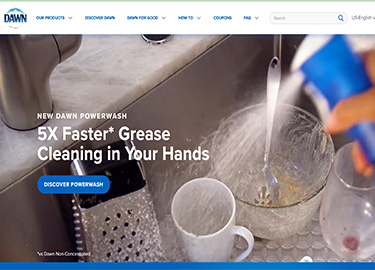 DAWN
OUR PRODUCTS DISCOVER DAWN DAWN FOR GOOD HOW TO COUPONS FAQ Search US-English
NEW DAWN POWERWASH
5X Faster* Grease
Cleaning in Your Hands
DISCOVER POWERWASH
*vs Dawn Non-Concentrated